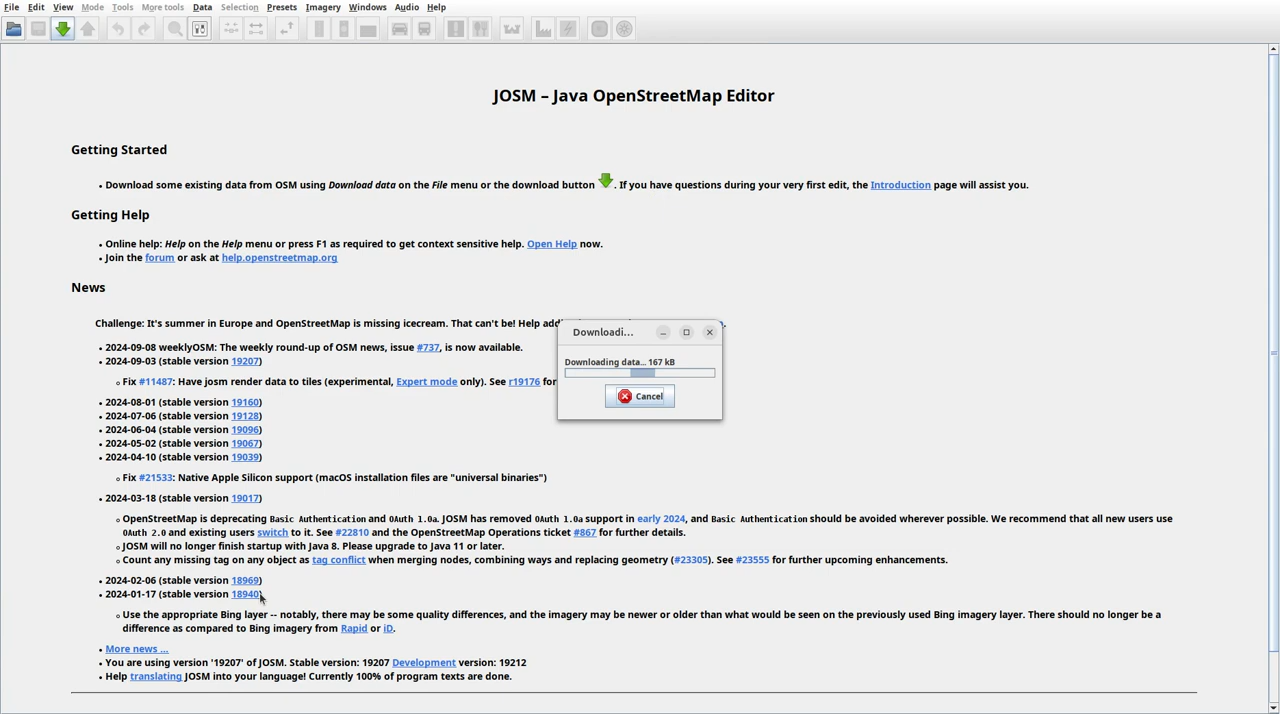 File Edit View Mode Tools More tools Data Selection Presets Imagery Windows Audio Help
JOSM – Java OpenStreetMap Editor
Getting Started
• Download some existing data from OSM using Download data on the File menu or the download button . If you have questions during your very first edit, the Introduction page will assist you.
Getting Help
• Online help: Help on the Help menu or press F1 as required to get context sensitive help. Open Help now.
• Join the forum or ask at help.openstreetmap.org
News
Challenge: It's summer in Europe and OpenStreetMap is missing icecream. That can't be! Help
• 2024-09-08 weeklyOSM: The weekly round-up of OSM news, issue #737, is now available.
• 2024-09-03 (stable version 19207)
Fix #11487: Have josm render data to tiles (experimental, Expert mode only). See r19176 for
• 2024-08-01 (stable version 19160)
• 2024-07-06 (stable version 19128)
• 2024-06-04 (stable version 19096)
• 2024-05-02 (stable version 19067)
• 2024-04-10 (stable version 19039)
Fix #21533: Native Apple Silicon support (macOS installation files are "universal binaries")
• 2024-03-18 (stable version 19017)
OpenStreetMap is deprecating Basic Authentication and OAuth 1.0a. JOSM has removed OAuth 1.0a support in early 2024, and Basic Authentication should be avoided wherever possible. We recommend that all new users use
OAuth 2.0 and existing users switch to it. See #22810 and the OpenStreetMap Operations ticket #867 for further details.
JOSM will no longer finish startup with Java 8. Please upgrade to Java 11 or later.
Count any missing tag on any object as tag conflict when merging nodes, combining ways and replacing geometry (#23305). See #23555 for further upcoming enhancements.
• 2024-02-06 (stable version 18969)
• 2024-01-17 (stable version 18940)
Use the appropriate Bing layer -- notably, there may be some quality differences, and the imagery may be newer or older than what would be seen on the previously used Bing imagery layer. There should no longer be a
difference as compared to Bing imagery from Rapid or iD.
• More news ...
• You are using version '19207' of JOSM. Stable version: 19207 Development version: 19212
• Help translating JOSM into your language! Currently 100% of program texts are done.
Downloadi...
Downloading data... 167 kB
Cancel